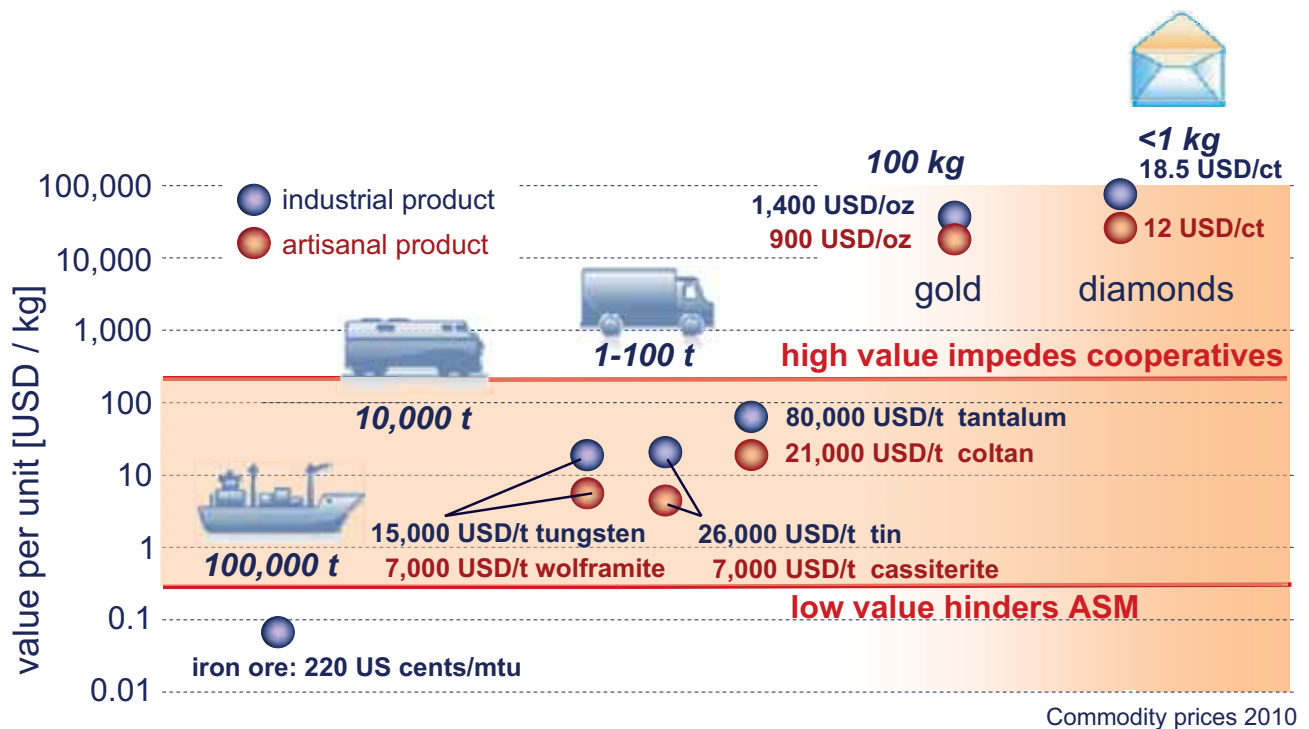 <1 kg
100 kg
18.5 USD/ct
100,000
industrial product
1,400 USD/oz
artisanal product
900 USD/oz
12 USD/ct
10,000
gold
diamonds
1,000
1-100 t
high value impedes cooperatives
100
10,000 t
80,000 USD/t tantalum
21,000 USD/t coltan
10
15,000 USD/t tungsten
26,000 USD/t tin
1
100,000 t
7,000 USD/t wolframite
7,000 USD/t cassiterite
low value hinders ASM
0.1
iron ore: 220 US cents/mtu
0.01
value per unit [USD / kg]
Commodity prices 2010